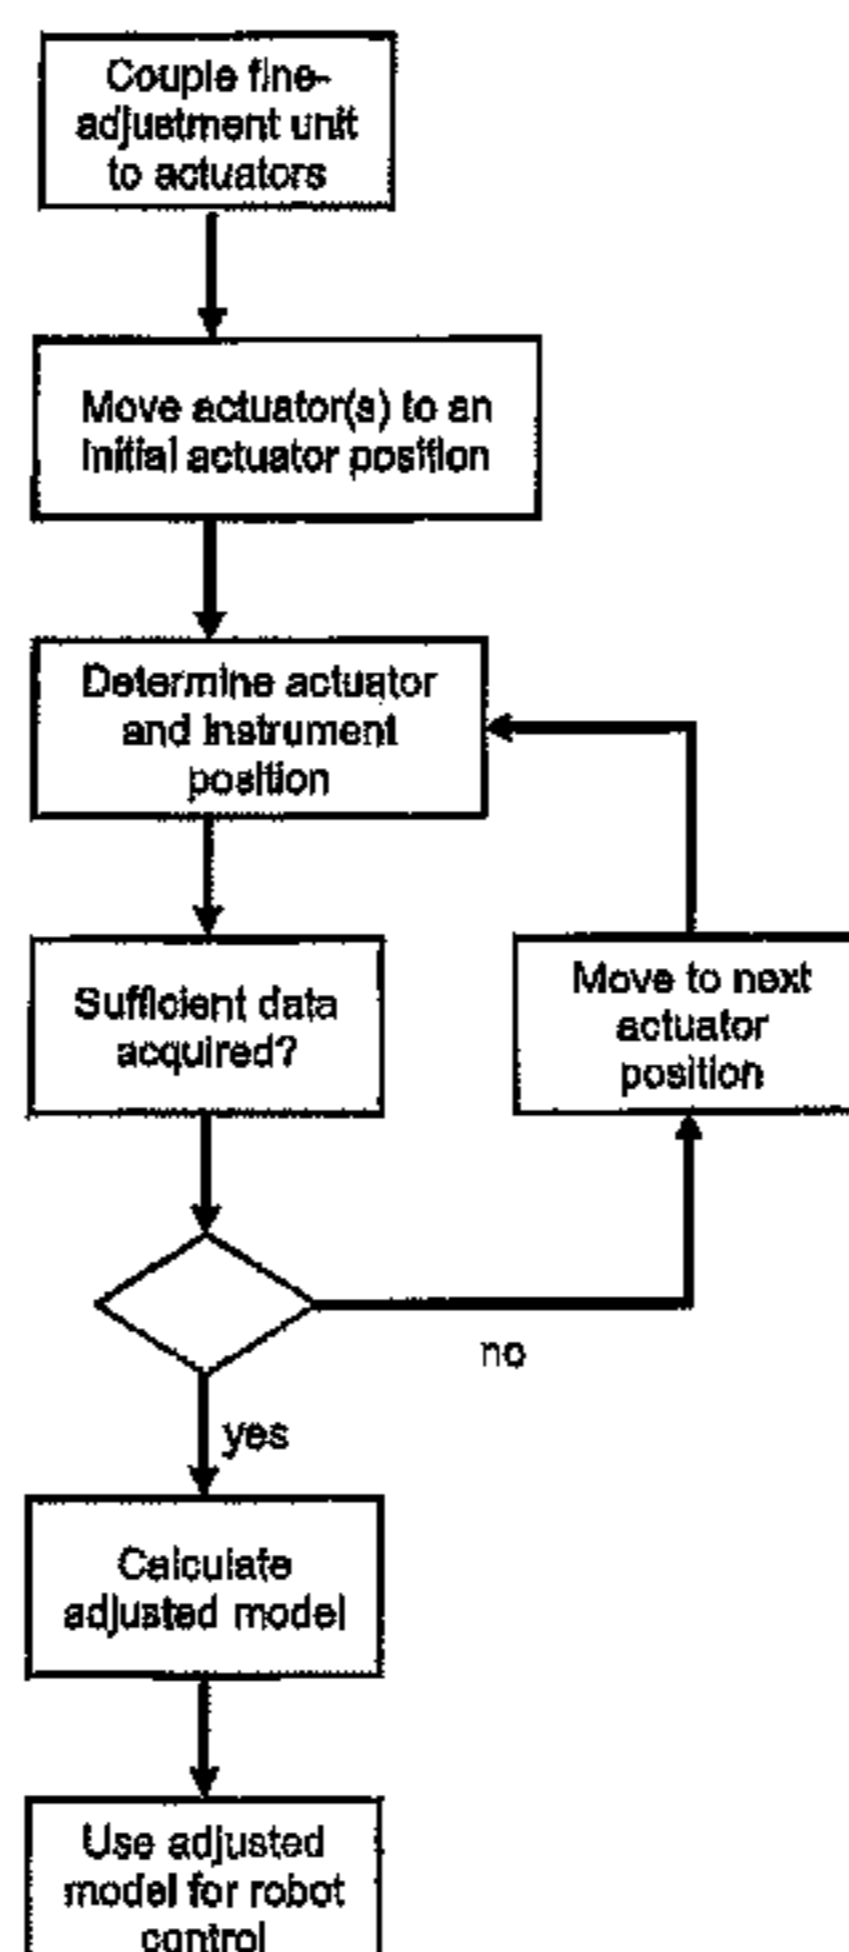 Couple fine-
adjustment unit
to actuators
Move actuator(s) to an
initial actuator position
Determine actuator
and instrument
position
Sufficient data
acquired?
Move to next
actuator
position
no
yes
Calculate
adjusted model
Use adjusted
model for robot
control